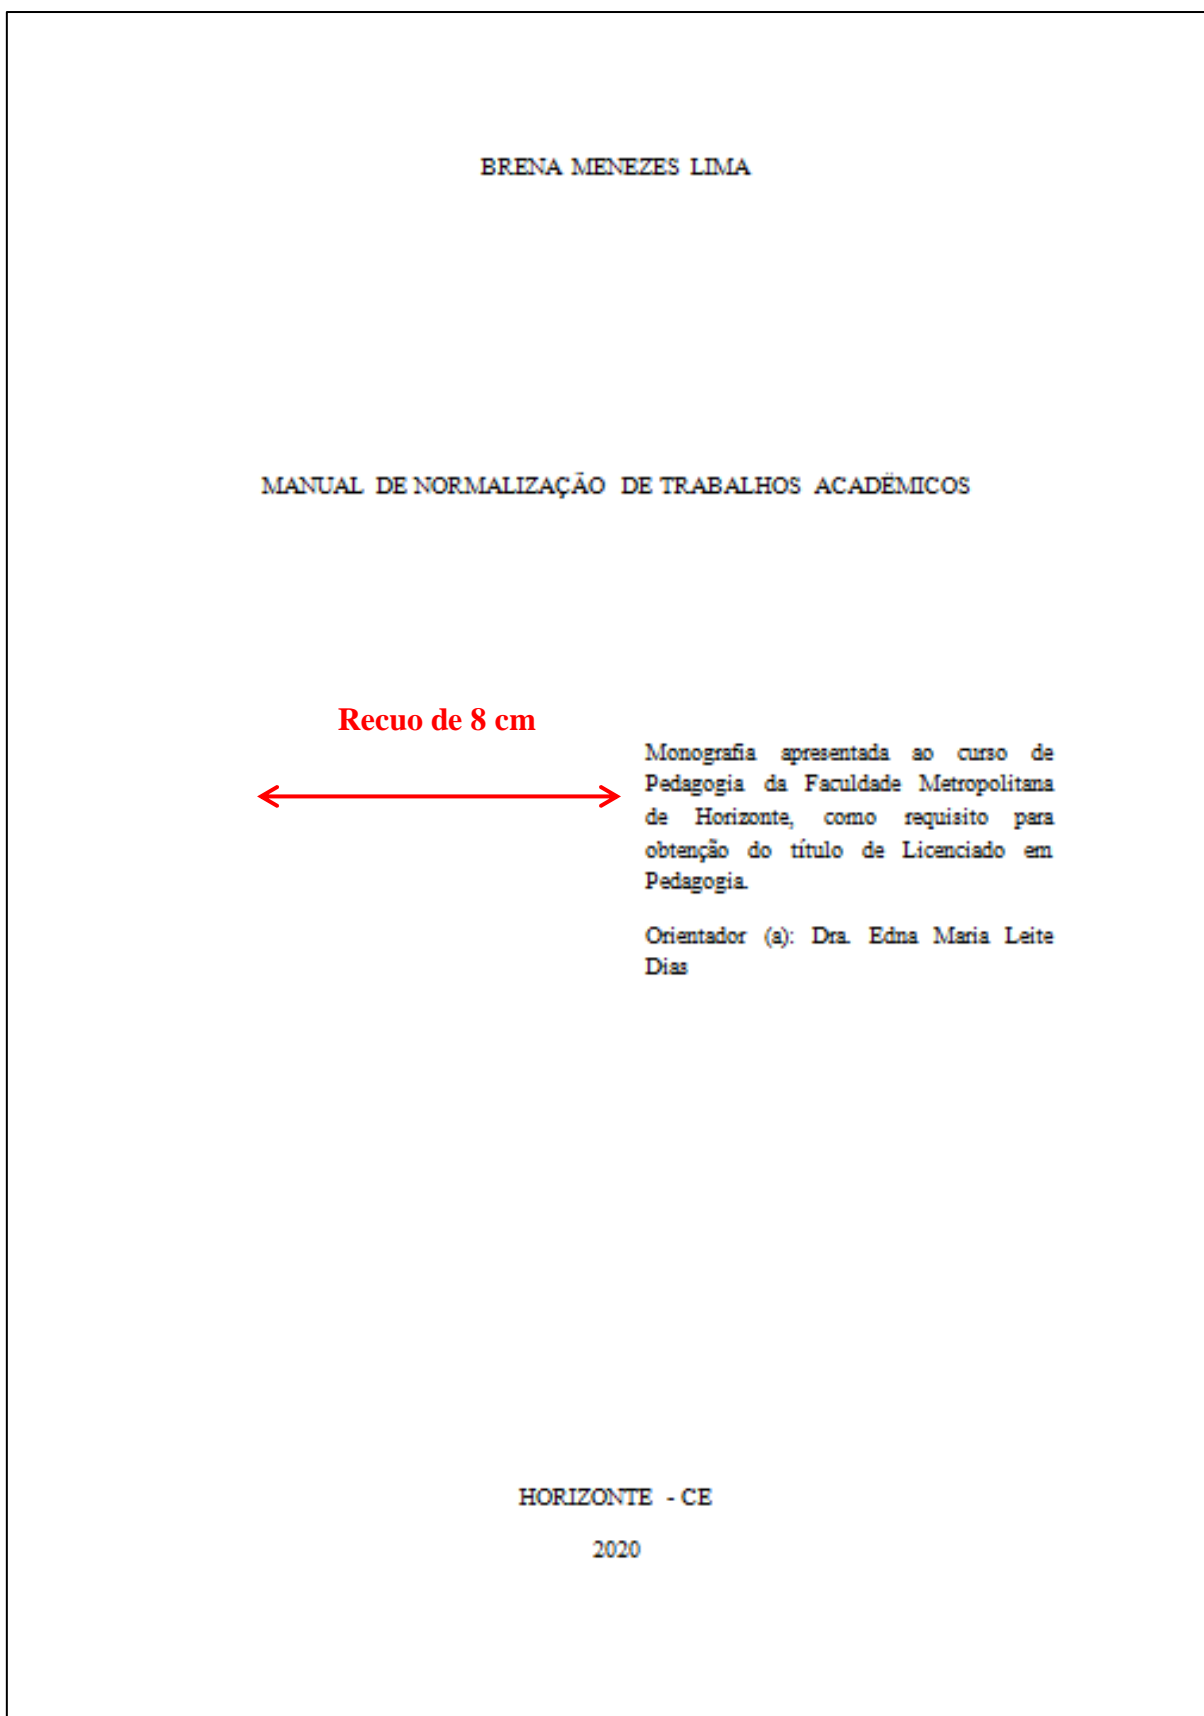 BRENA MENEZES LIMA
MANUAL DE NORMALIZAÇÃO DE TRABALHOS ACADÊMICOS
Recuo de 8 cm
Monografia apresentada ao curso de
Pedagogia da Faculdade Metropolitana
de Horizonte, como requisito para
obtenção do título de Licenciado em
Pedagogia.
Orientador (a): Dra. Edna Maria Leite
Dias
HORIZONTE - CE
2020